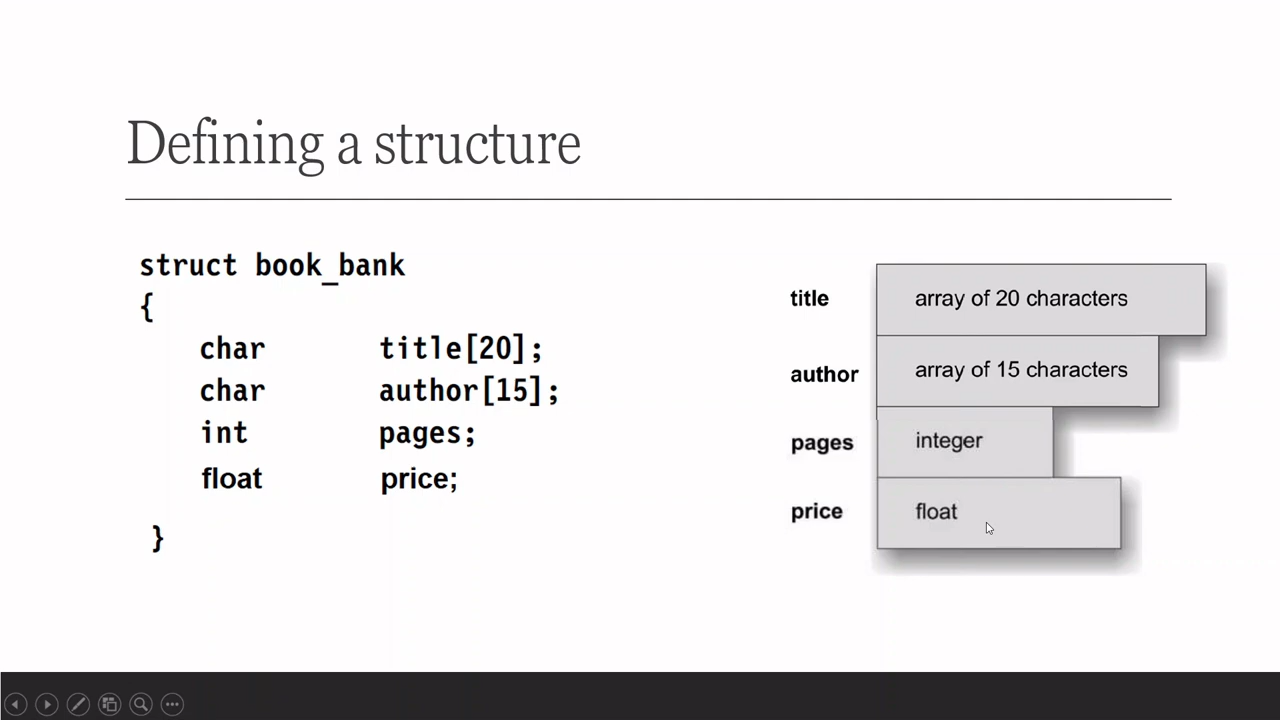 Defining a structure
struct book_bank
{
char title[20];
char author[15];
int pages;
float price;
}
title array of 20 characters
author array of 15 characters
pages integer
price float